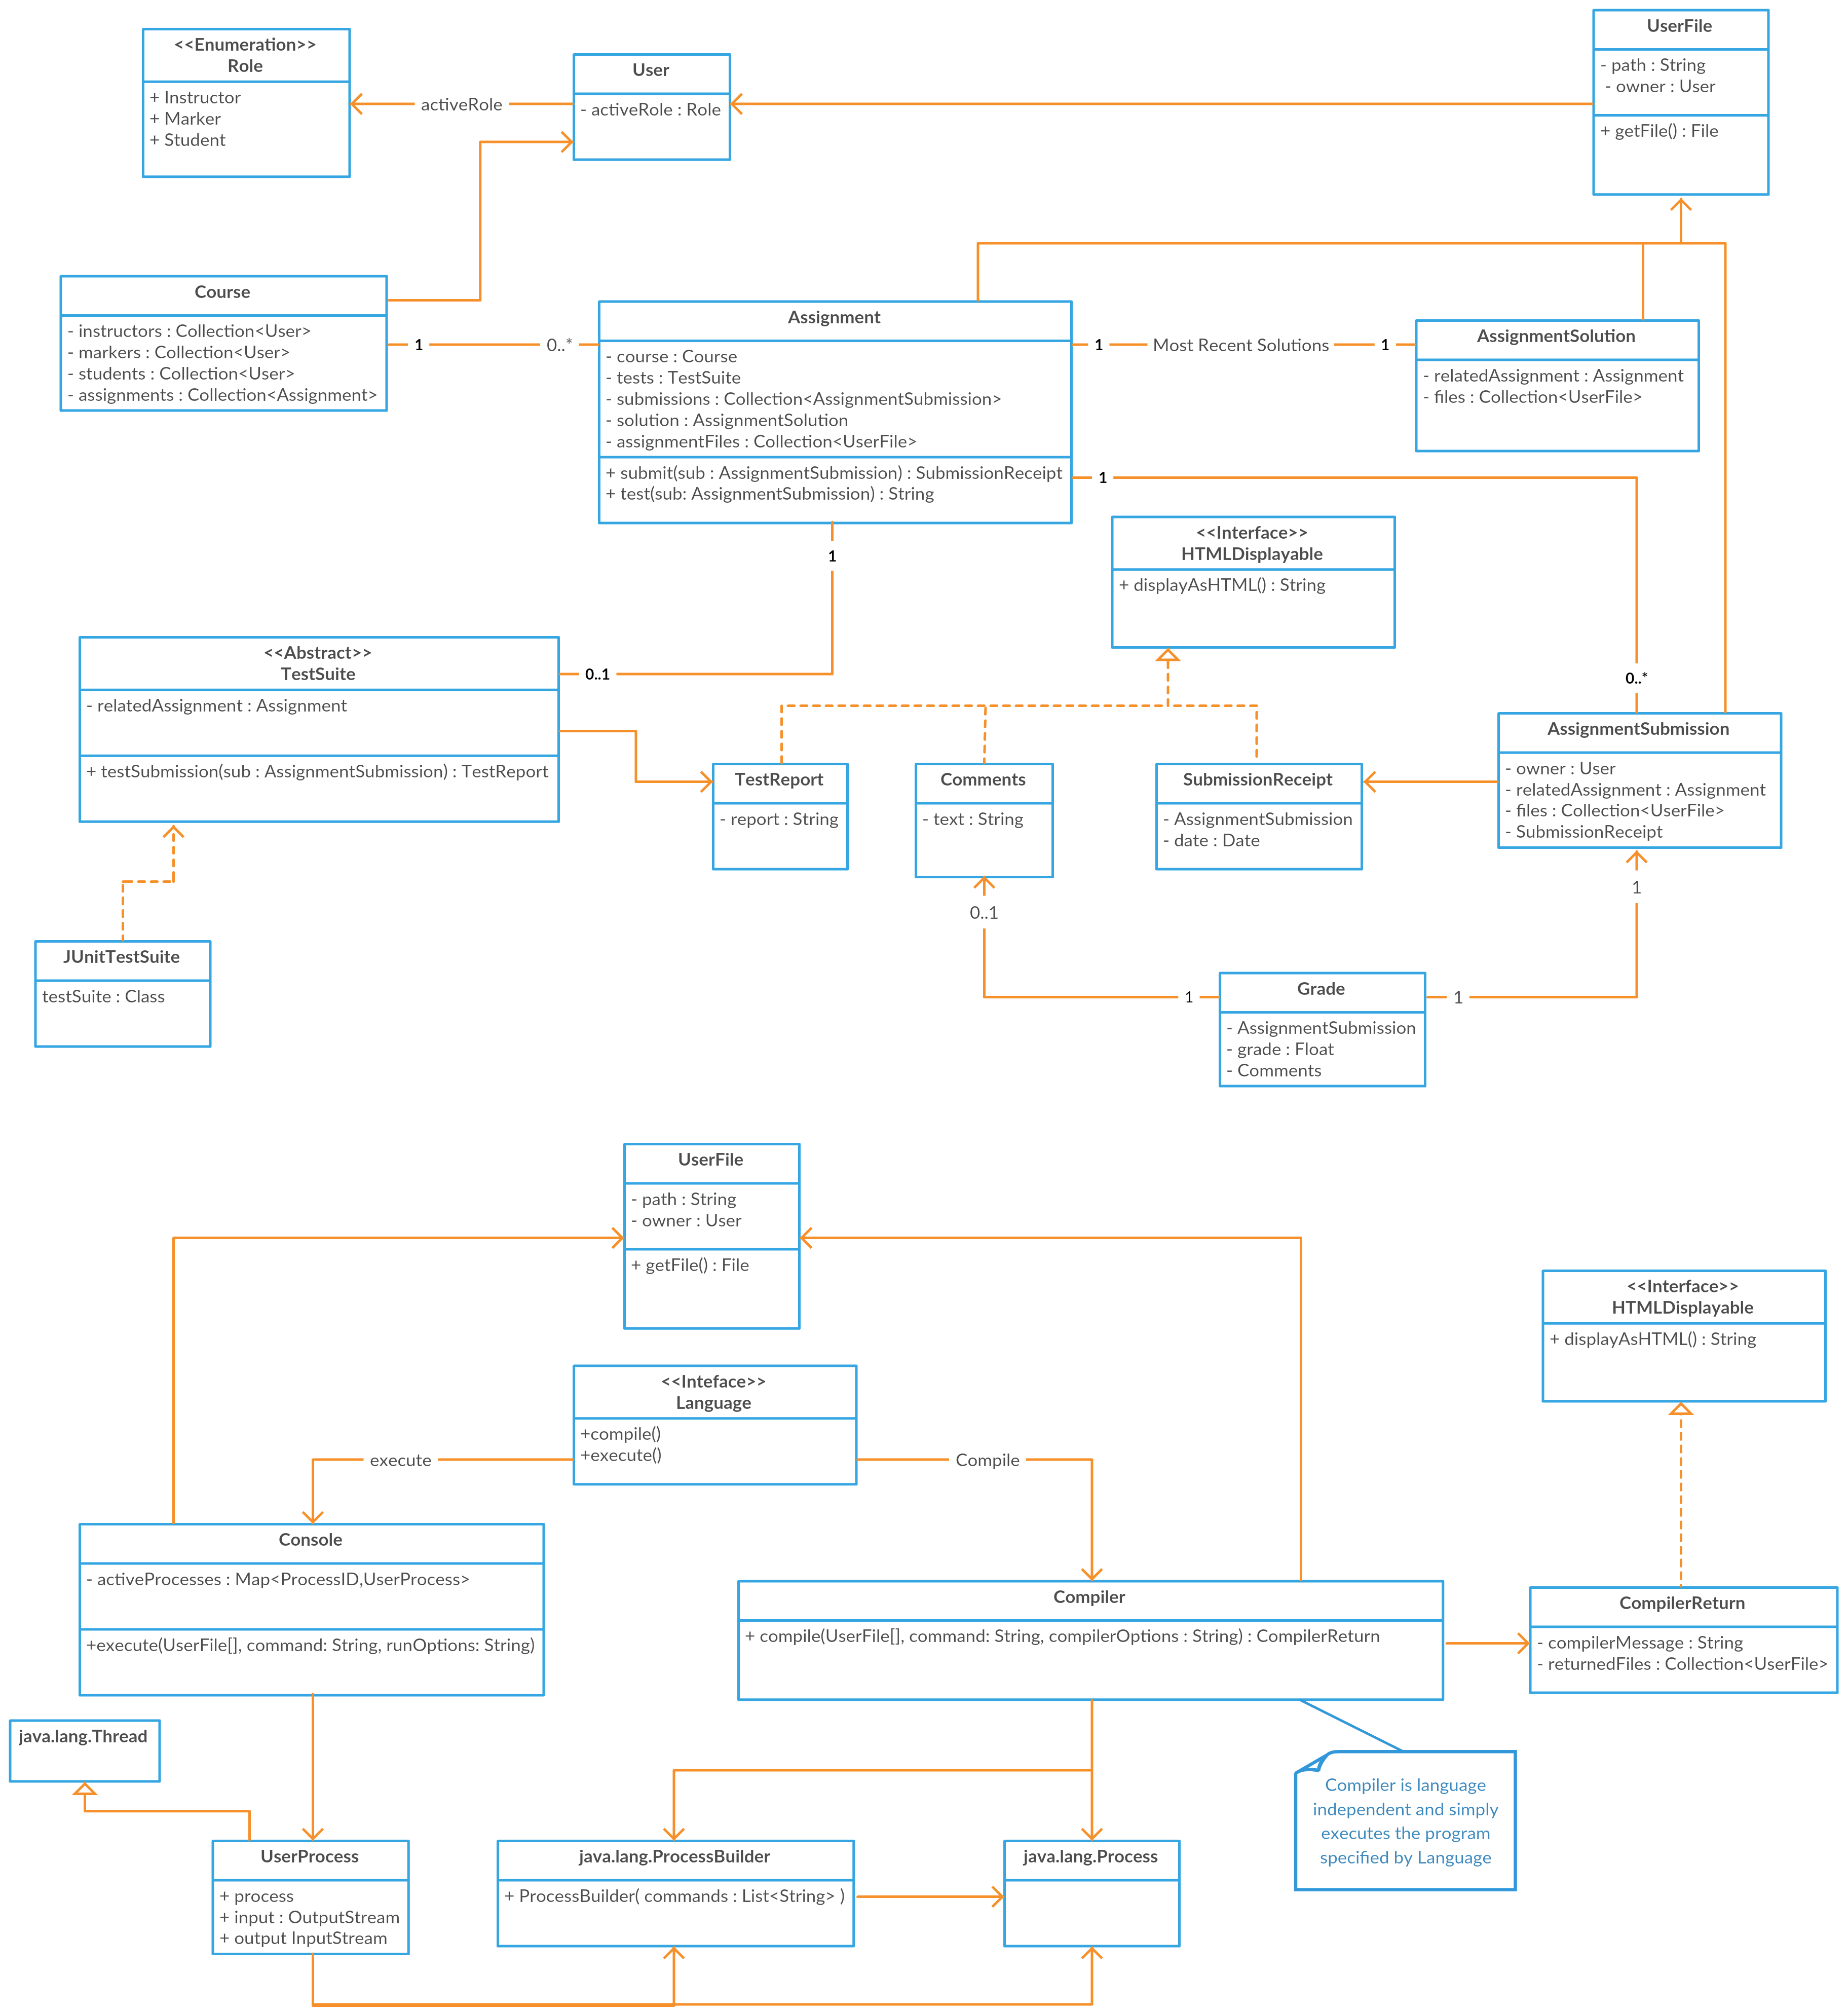 <<Enumeration>>
Role
+ Instructor
+ Marker
+ Student
activeRole
User
- activeRole : Role
UserFile
- path : String
- owner : User
+ getFile() : File
Course
- instructors : Collection<User>
- markers : Collection<User>
- students : Collection<User>
- assignments : Collection<Assignment>
1
0..*
Assignment
- course : Course
- tests : TestSuite
- submissions : Collection<AssignmentSubmission>
- solution : AssignmentSolution
- assignmentFiles : Collection<UserFile>
+ submit(sub : AssignmentSubmission) : SubmissionReceipt
+ test(sub: AssignmentSubmission) : String
1
Most Recent Solutions
1
AssignmentSolution
- relatedAssignment : Assignment
- files : Collection<UserFile>
1
1
<<Interface>>
HTMLDisplayable
+ displayAsHTML() : String
<<Abstract>>
TestSuite
- relatedAssignment : Assignment
+ testSubmission(sub : AssignmentSubmission) : TestReport
0..1
0..*
TestReport
- report : String
Comments
- text : String
SubmissionReceipt
- AssignmentSubmission
- date : Date
AssignmentSubmission
- owner : User
- relatedAssignment : Assignment
- files : Collection<UserFile>
- SubmissionReceipt
JUnitTestSuite
testSuite : Class
0..1
1
1
1
Grade
- AssignmentSubmission
- grade : Float
- Comments
UserFile
- path : String
- owner : User
+ getFile() : File
<<Interface>>
HTMLDisplayable
+ displayAsHTML() : String
<<Inteface>>
Language
+compile()
+execute()
execute
Compile
Console
- activeProcesses : Map<ProcessID,UserProcess>
+execute(UserFile[], command: String, runOptions: String)
Compiler
+ compile(UserFile[], command: String, compilerOptions : String) : CompilerReturn
CompilerReturn
- compilerMessage : String
- returnedFiles : Collection<UserFile>
java.lang.Thread
Compiler is language
independent and simply
executes the program
specified by Language
UserProcess
+ process
+ input : OutputStream
+ output InputStream
java.lang.ProcessBuilder
+ ProcessBuilder( commands : List<String> )
java.lang.Process